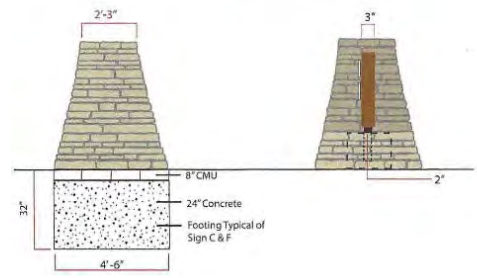 2'-3"
3"
8" CMU
2"
24" Concrete
32"
Footing Typical of
Sign C & F
4'-6"